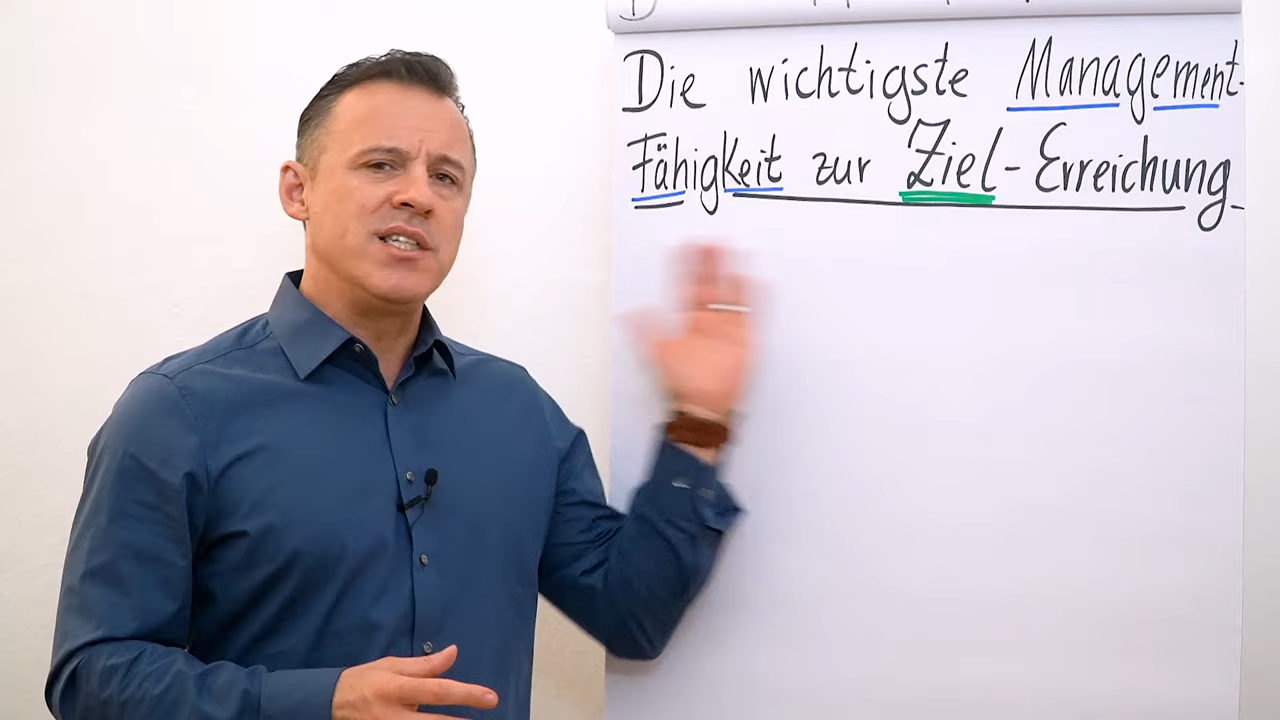 Die wichtigste Management-
Fähigkeit zur Ziel-Erreichung